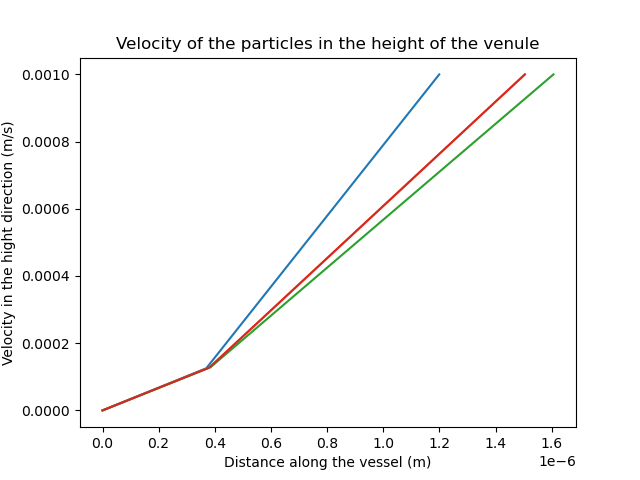 Velocity of the particles in the height of the venule
0.0010
0.0008
0.0006
0.0004
0.0002
0.0000
Velocity in the hight direction (m/s)
0.0 0.2 0.4 0.6 0.8 1.0 1.2 1.4 1.6
1e−6
Distance along the vessel (m)